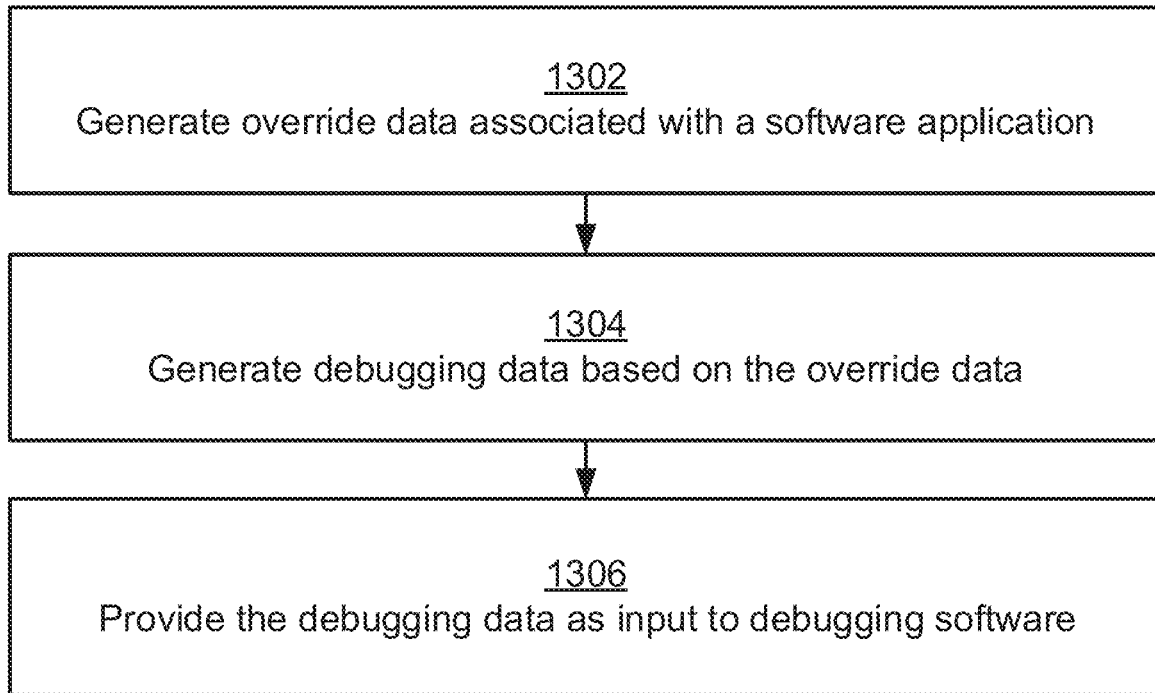 1302
Generate override data associated with a software application
1304
Generate debugging data based on the override data
1306
Provide the debugging data as input to debugging software